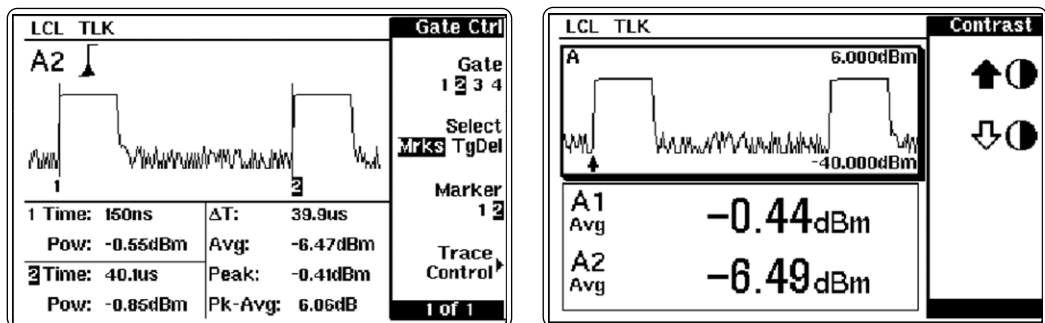 LCL TLK
Gate Ctrl
A2
Gate
1 2 3 4
Select
Mrks TgDel
1
2
Marker
1 2
Trace
Control
1 of 1
1 Time: 150ns
Pow: -0.55dBm
2 Time: 40.1us
Pow: -0.85dBm
ΔT: 39.9us
Avg: -6.47dBm
Peak: -0.41dBm
Pk-Avg: 6.06dB
LCL TLK
Contrast
A
6.000dBm
-40.000dBm
A1
Avg
-0.44dBm
A2
Avg
-6.49dBm